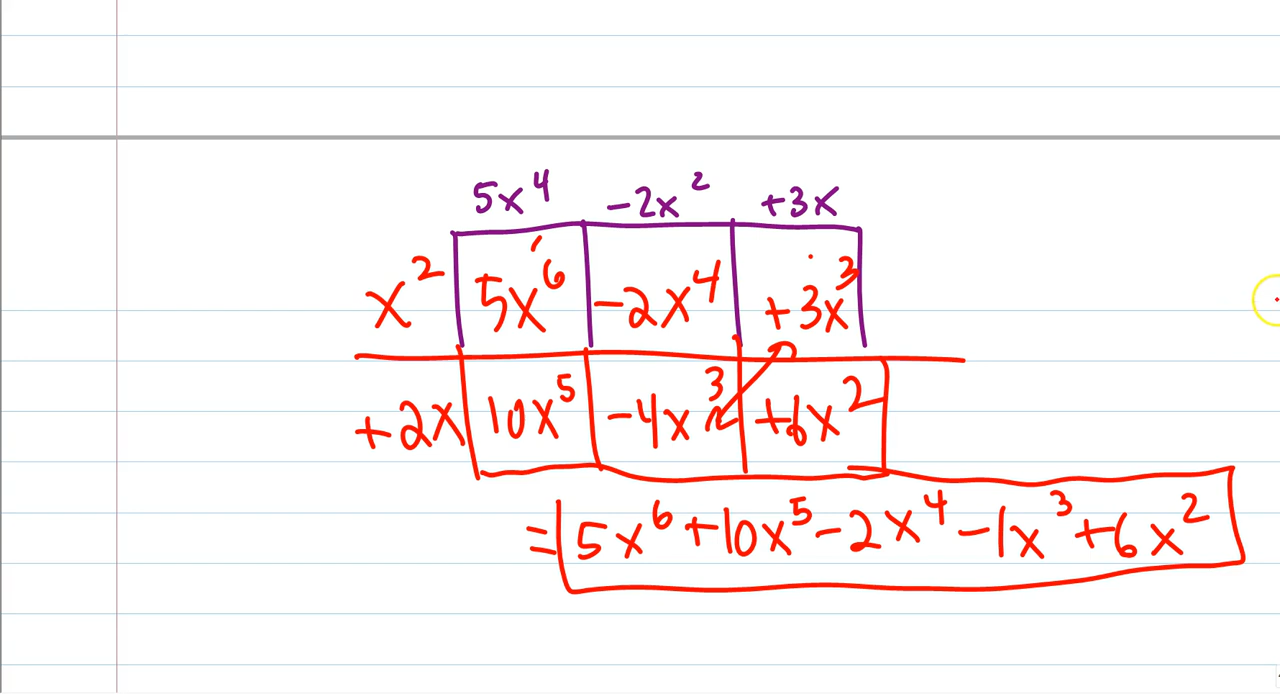 5x⁴ -2x² +3x
x² 5x⁶ -2x⁴ +3x³
+2x 10x⁵ -4x³ +6x²
=5x⁶+10x⁵-2x⁴-1x³+6x²